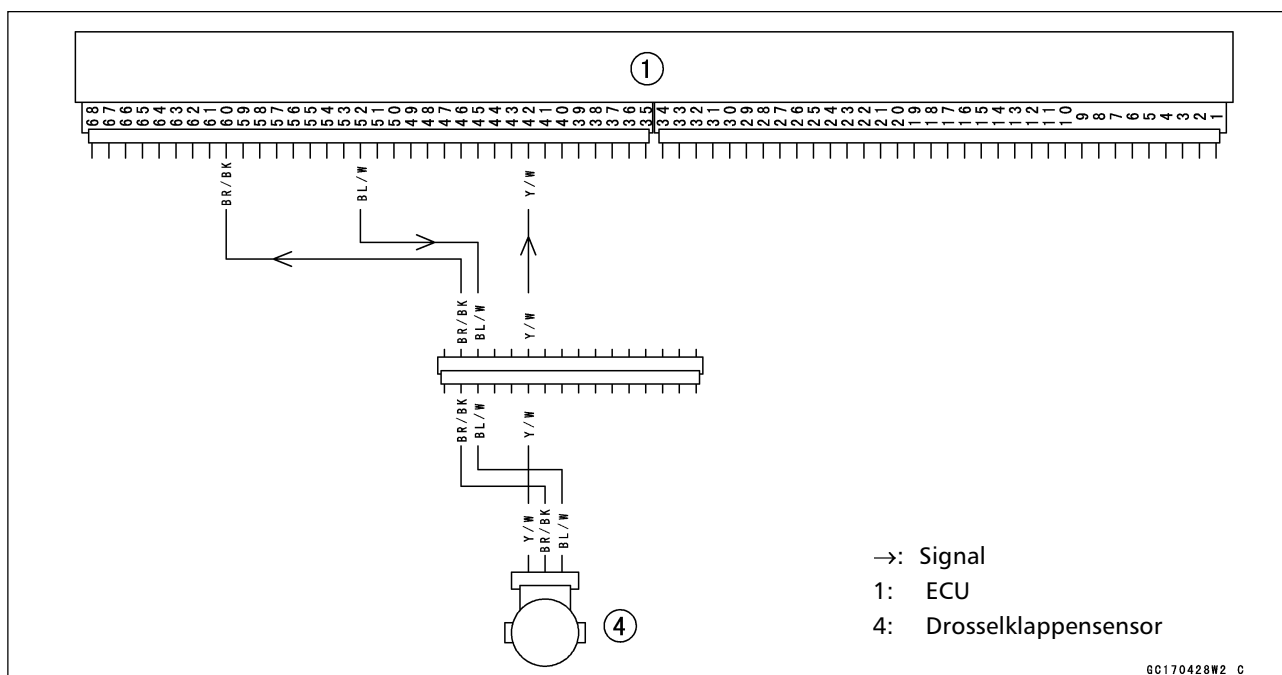 1
68 67 66 65 64 63 62 61 60 59 58 57 56 55 54 53 52 51 50 49 48 47 46 45 44 43 42 41 40 39 38 37 36 35 34 33 32 31 30 29 28 27 26 25 24 23 22 21 20 19 18 17 16 15 14 13 12 11 10 9 8 7 6 5 4 3 2 1
BR/BK BL/W Y/W
BR/BK BL/W Y/W
BR/BK BL/W Y/W
Y/W BR/BK BL/W
4
→: Signal
1: ECU
4: Drosselklappensensor
GC170428W2 C